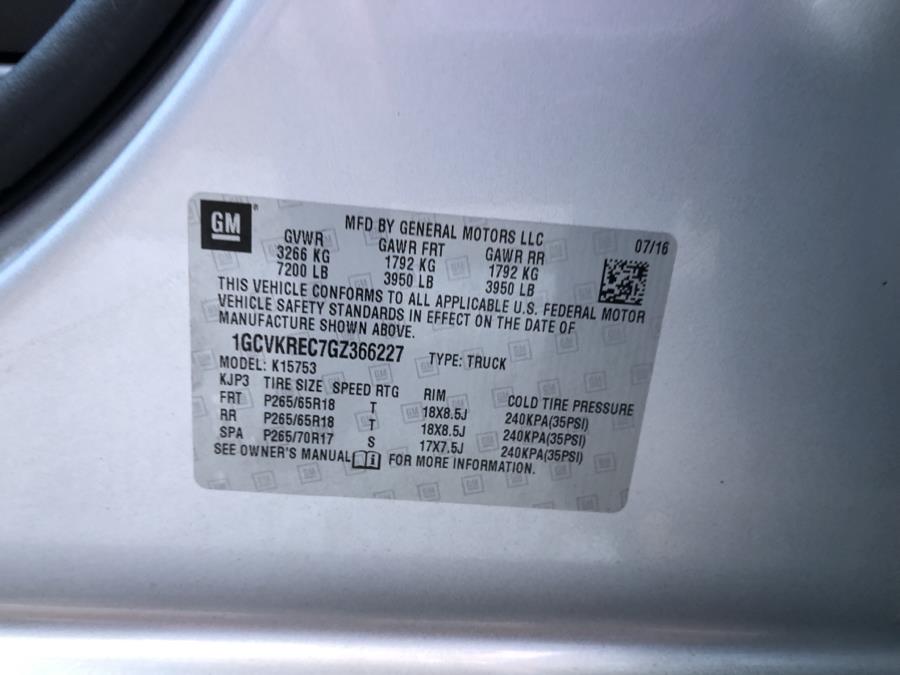 GM
MFD BY GENERAL MOTORS LLC 07/16
GVWR GAWR FRT GAWR RR
3266 KG 1792 KG 1792 KG
7200 LB 3950 LB 3950 LB
THIS VEHICLE CONFORMS TO ALL APPLICABLE U.S. FEDERAL MOTOR
VEHICLE SAFETY STANDARDS IN EFFECT ON THE DATE OF
MANUFACTURE SHOWN ABOVE.
1GCVKREC7GZ366227 TYPE: TRUCK
MODEL: K15753
KJP3 TIRE SIZE SPEED RTG RIM COLD TIRE PRESSURE
FRT P265/65R18 T 18X8.5J 240KPA(35PSI)
RR P265/65R18 T 18X8.5J 240KPA(35PSI)
SPA P265/70R17 S 17X7.5J 240KPA(35PSI)
SEE OWNER'S MANUAL FOR MORE INFORMATION.